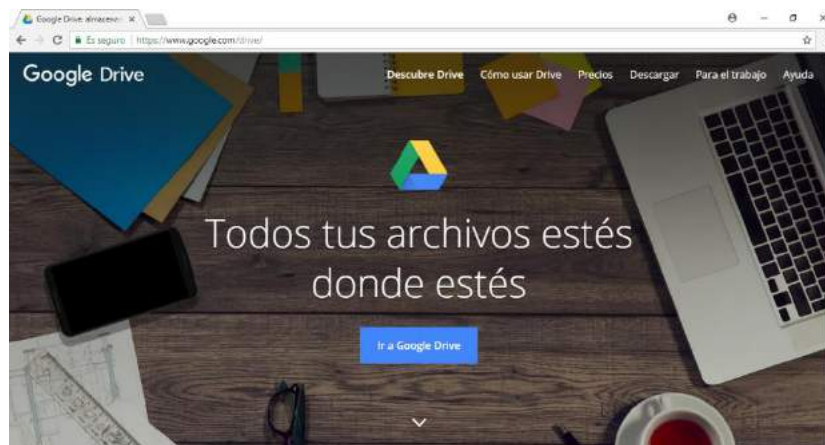 Google Drive: almacenar
Es seguro https://www.google.com/drive/
Google Drive Descubre Drive Cómo usar Drive Precios Descargar Para el trabajo Ayuda
Todos tus archivos estés
donde estés
Ir a Google Drive